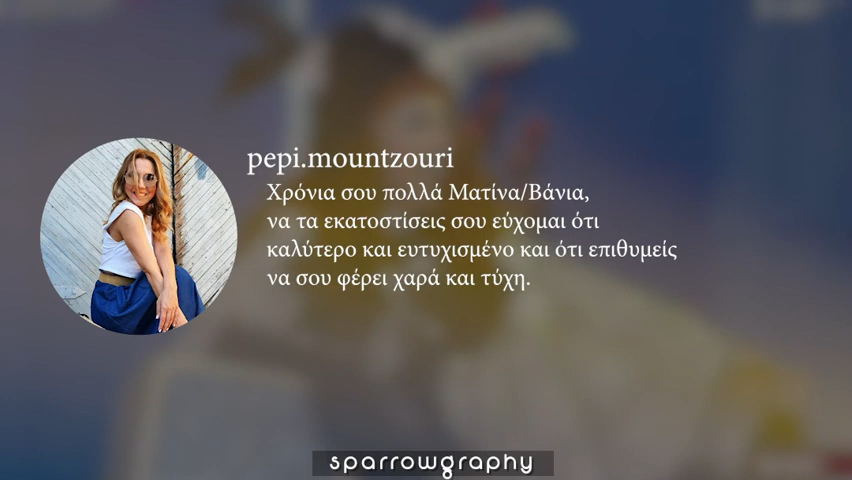 pepi.mountzouri
Χρόνια σου πολλά Ματίνα/Βάνια,
να τα εκατοστίσεις σου εύχομαι ότι
καλύτερο και ευτυχισμένο και ότι επιθυμείς
να σου φέρει χαρά και τύχη.
sparrowgraphy